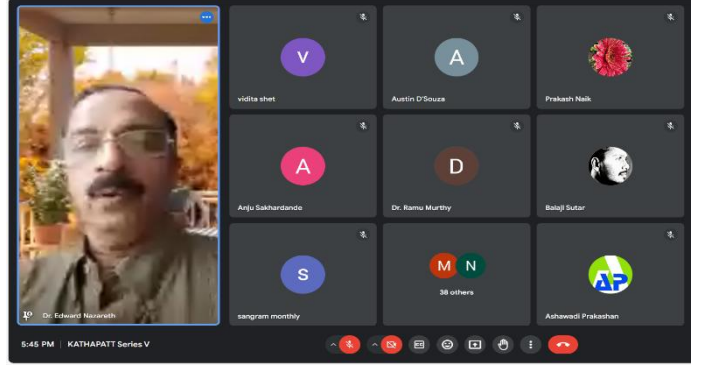 V
vidita shet
A
Austin D'Souza
Prakash Naik
A
Anju Sakhardande
D
Dr. Ramu Murthy
Balaji Sutar
Dr. Edward Nazareth
S
sangram monthly
M N
38 others
AP
Ashawadi Prakashan
5:45 PM | KATHAPATT Series V
CC